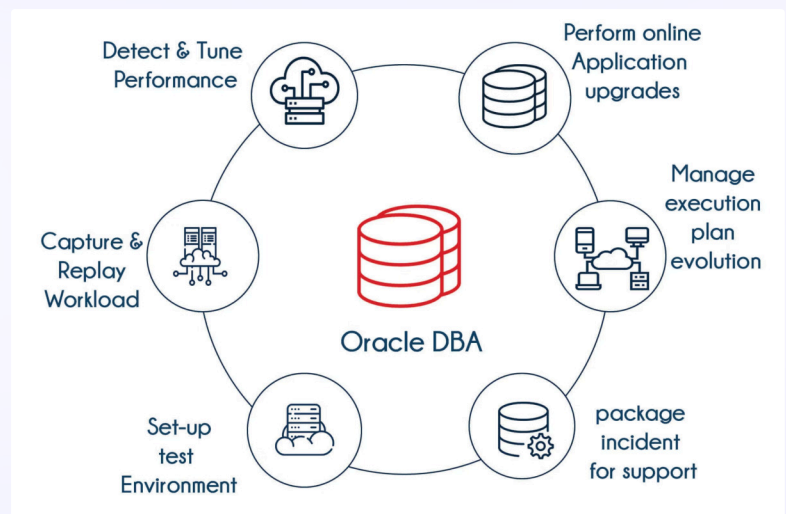 Detect & Tune
Performance
Perform online
Application
upgrades
Manage
execution
plan
evolution
Capture &
Replay
Workload
Oracle DBA
Set-up
test
Environment
package
incident
for support